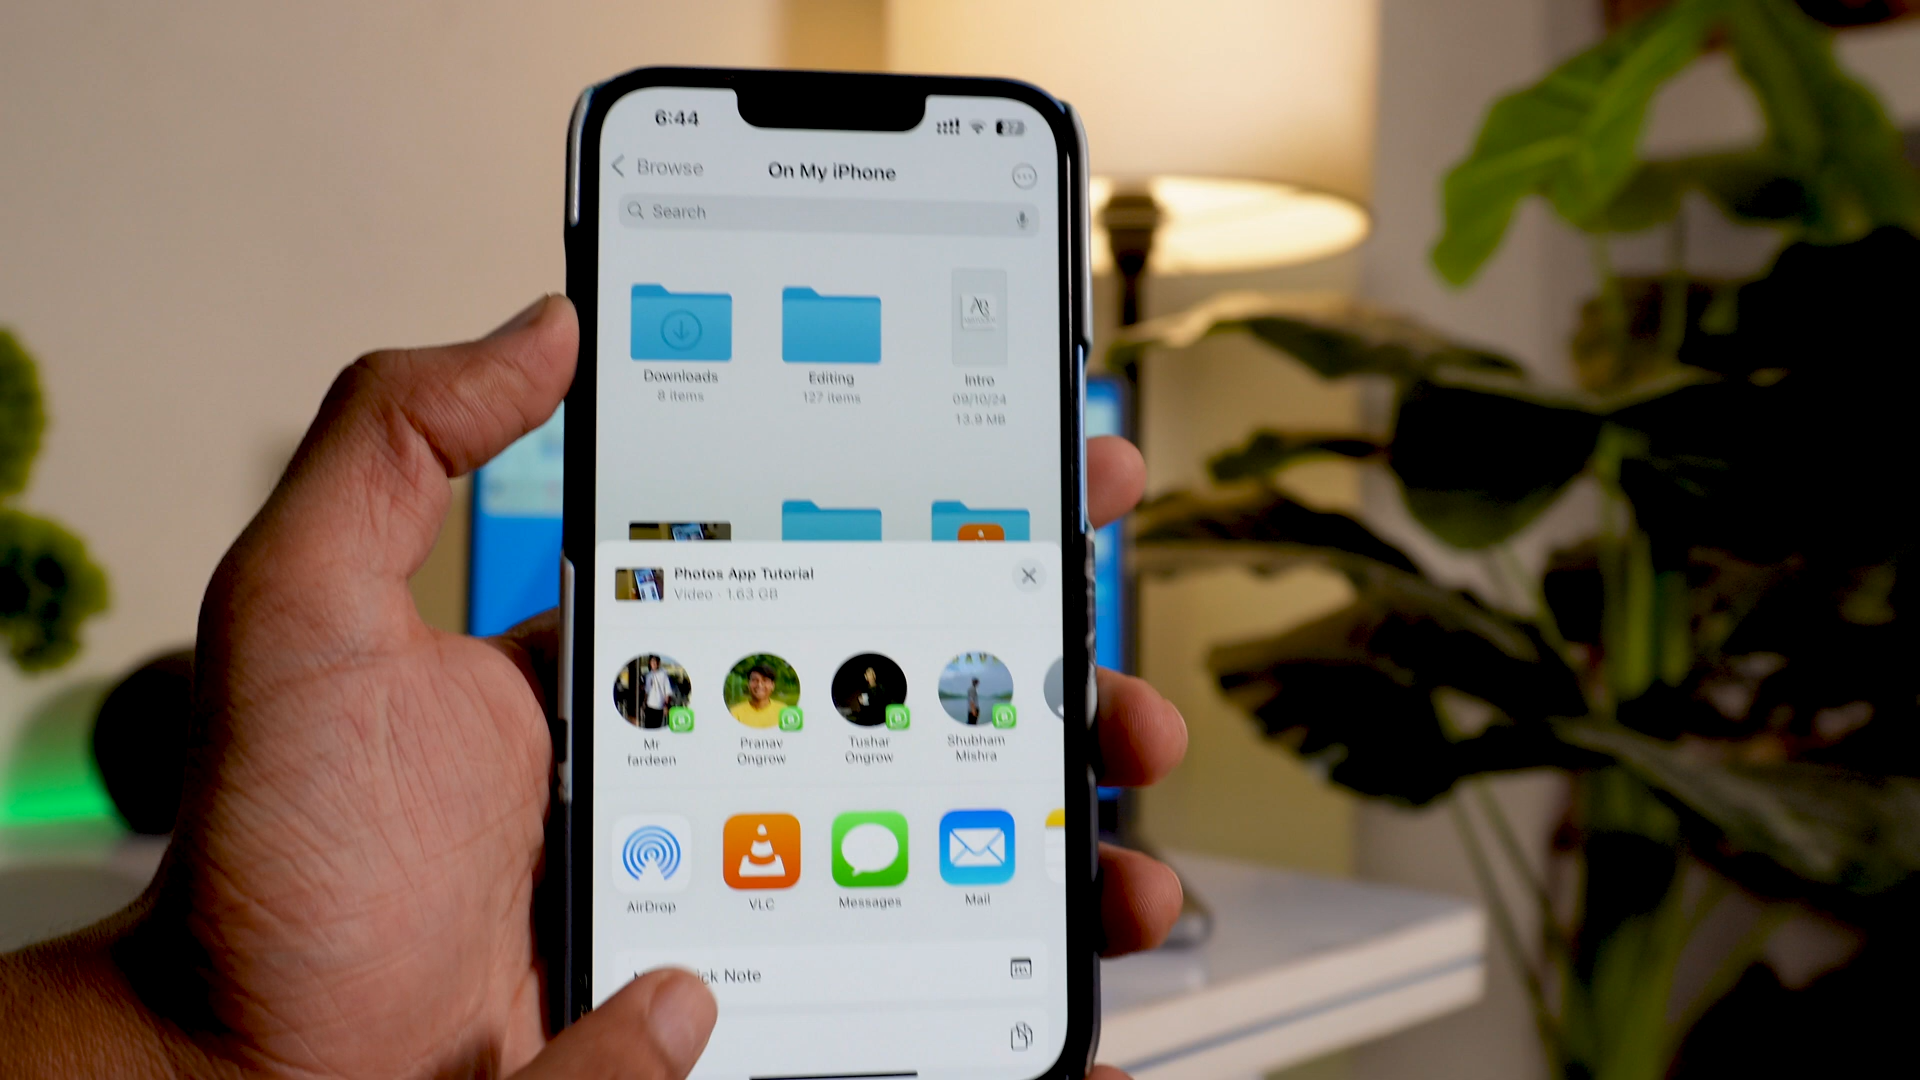 6:44
27
Browse
On My iPhone
Search
Downloads
8 items
Editing
127 items
Intro
09/10/24
13.9 MB
Photos App Tutorial
Video · 1.63 GB
Mr
fardeen
Pranav
Ongrow
Tushar
Ongrow
Shubham
Mishra
AirDrop
VLC
Messages
Mail
ick Note